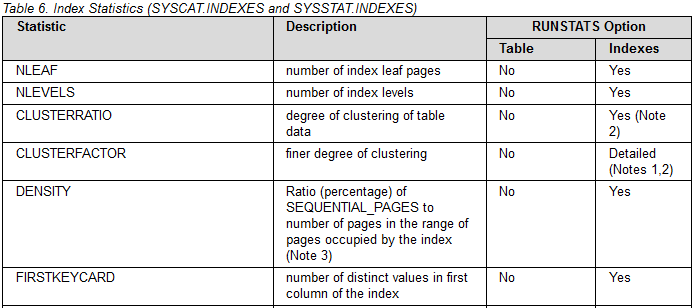 Table 6. Index Statistics (SYSCAT.INDEXES and SYSSTAT.INDEXES)
Statistic Description RUNSTATS Option
Table Indexes
NLEAF number of index leaf pages No Yes
NLEVELS number of index levels No Yes
CLUSTERRATIO degree of clustering of table No Yes (Note
data 2)
CLUSTERFACTOR finer degree of clustering No Detailed
(Notes 1,2)
DENSITY Ratio (percentage) of No Yes
SEQUENTIAL_PAGES to
number of pages in the range of
pages occupied by the index
(Note 3)
FIRSTKEYCARD number of distinct values in first No Yes
column of the index